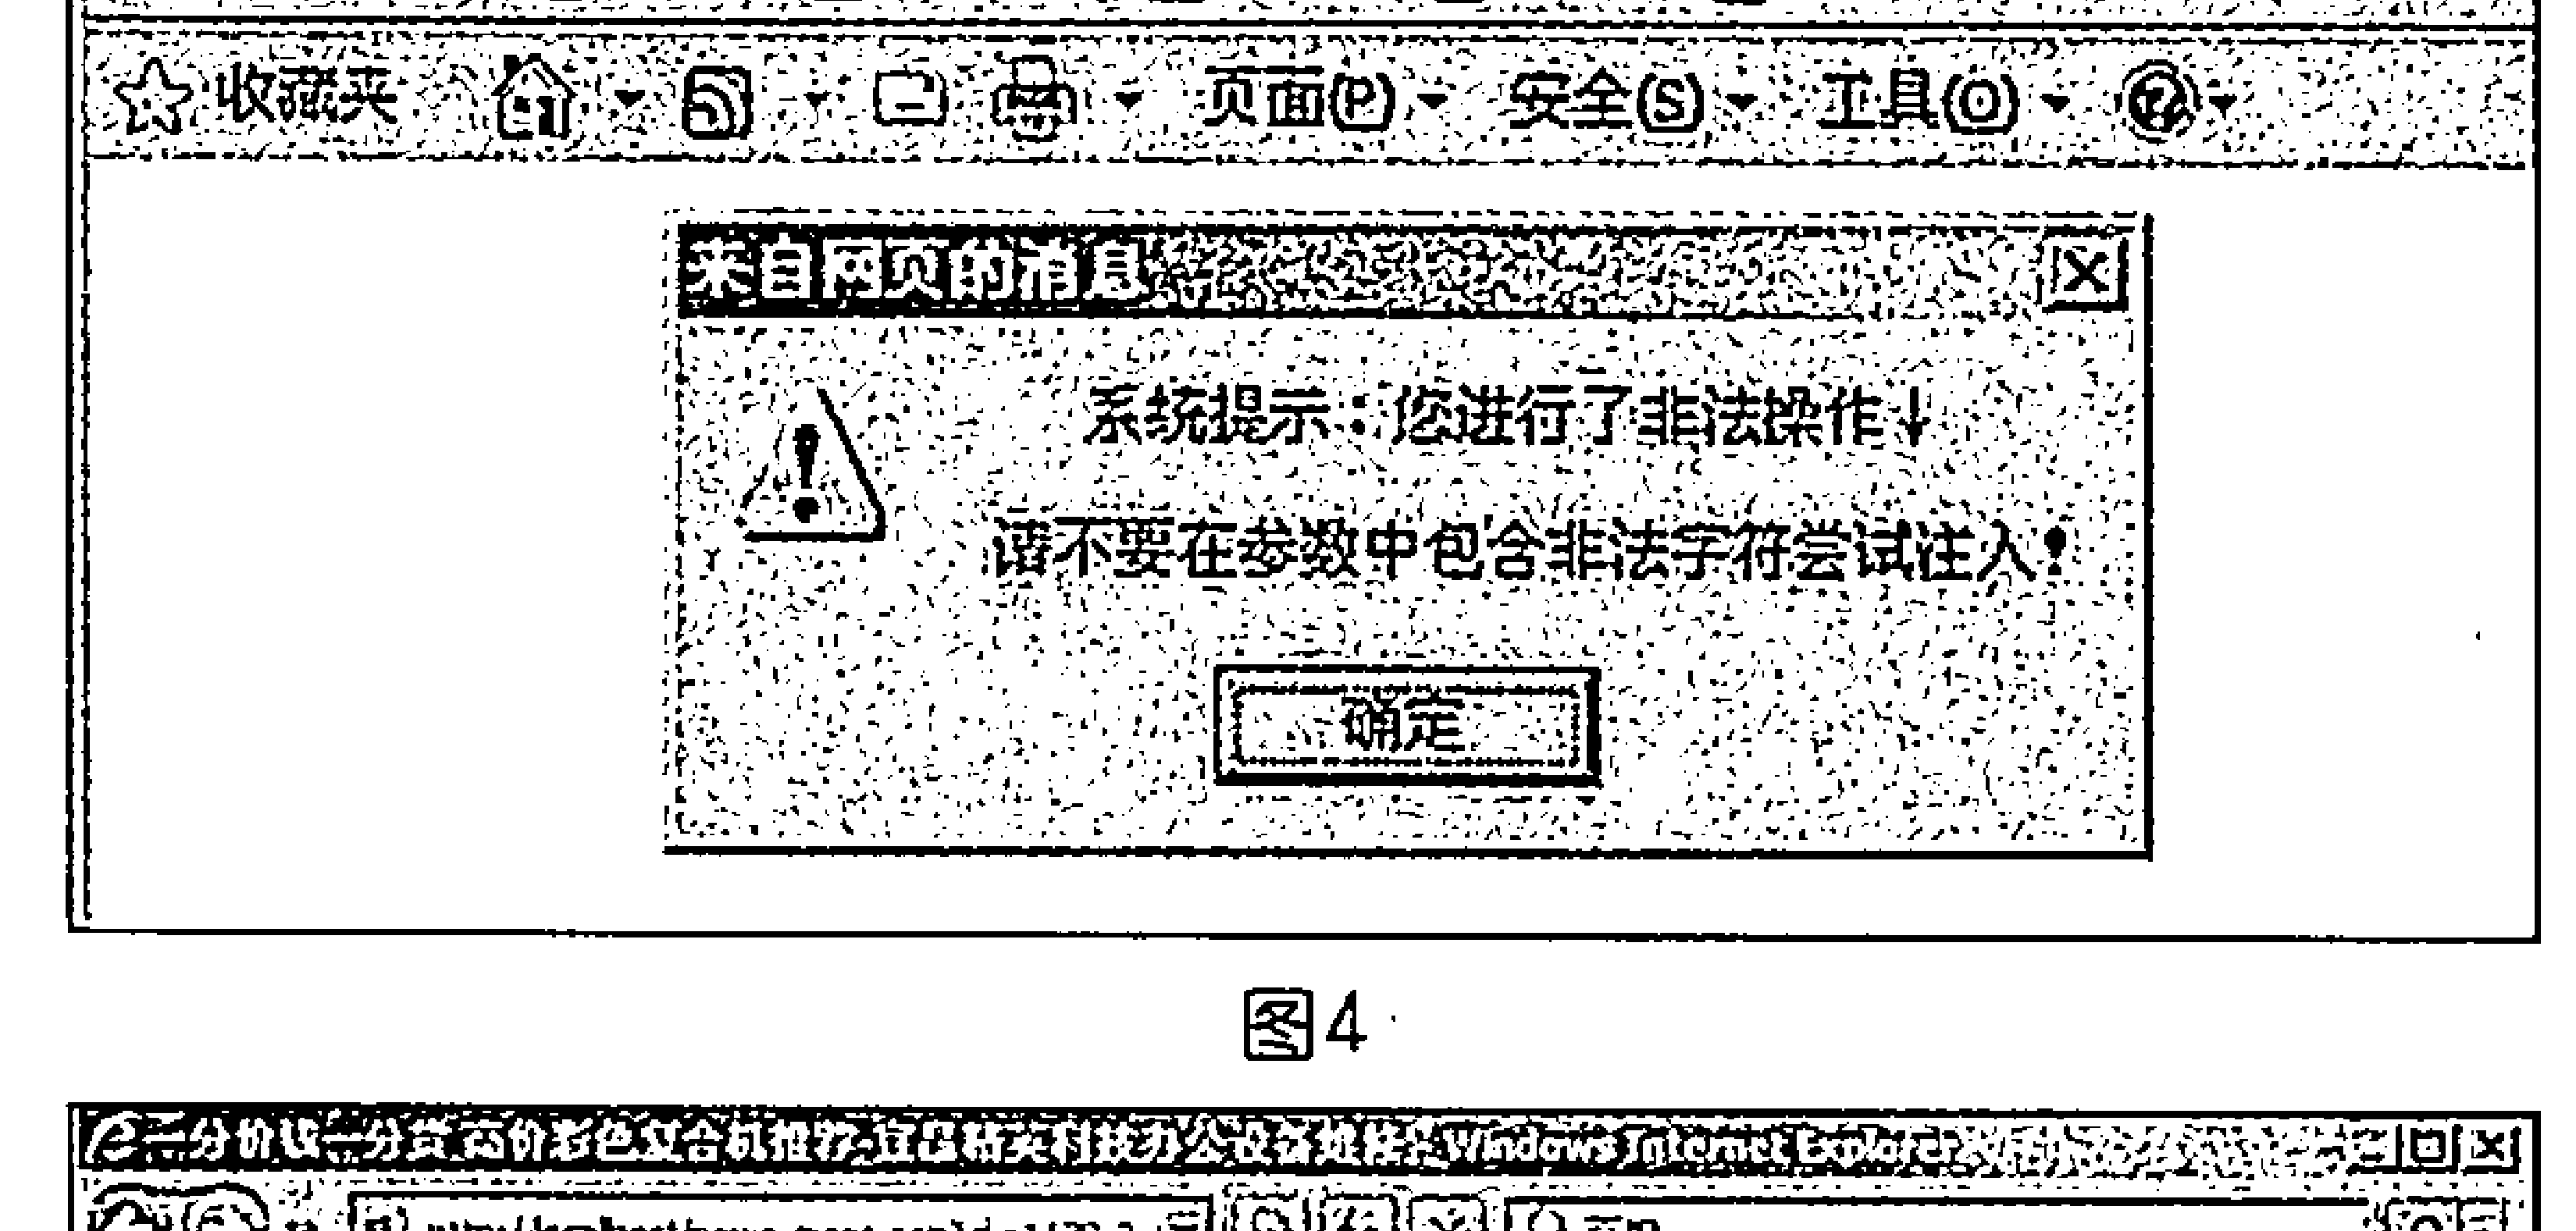 收藏夹 页面(P) 安全(S) 工具(O)
来自网页的消息
系统提示：您进行了非法操作↓
请不要在参数中包含非法字符尝试注入！
确定
图4
Windows Internet Explorer